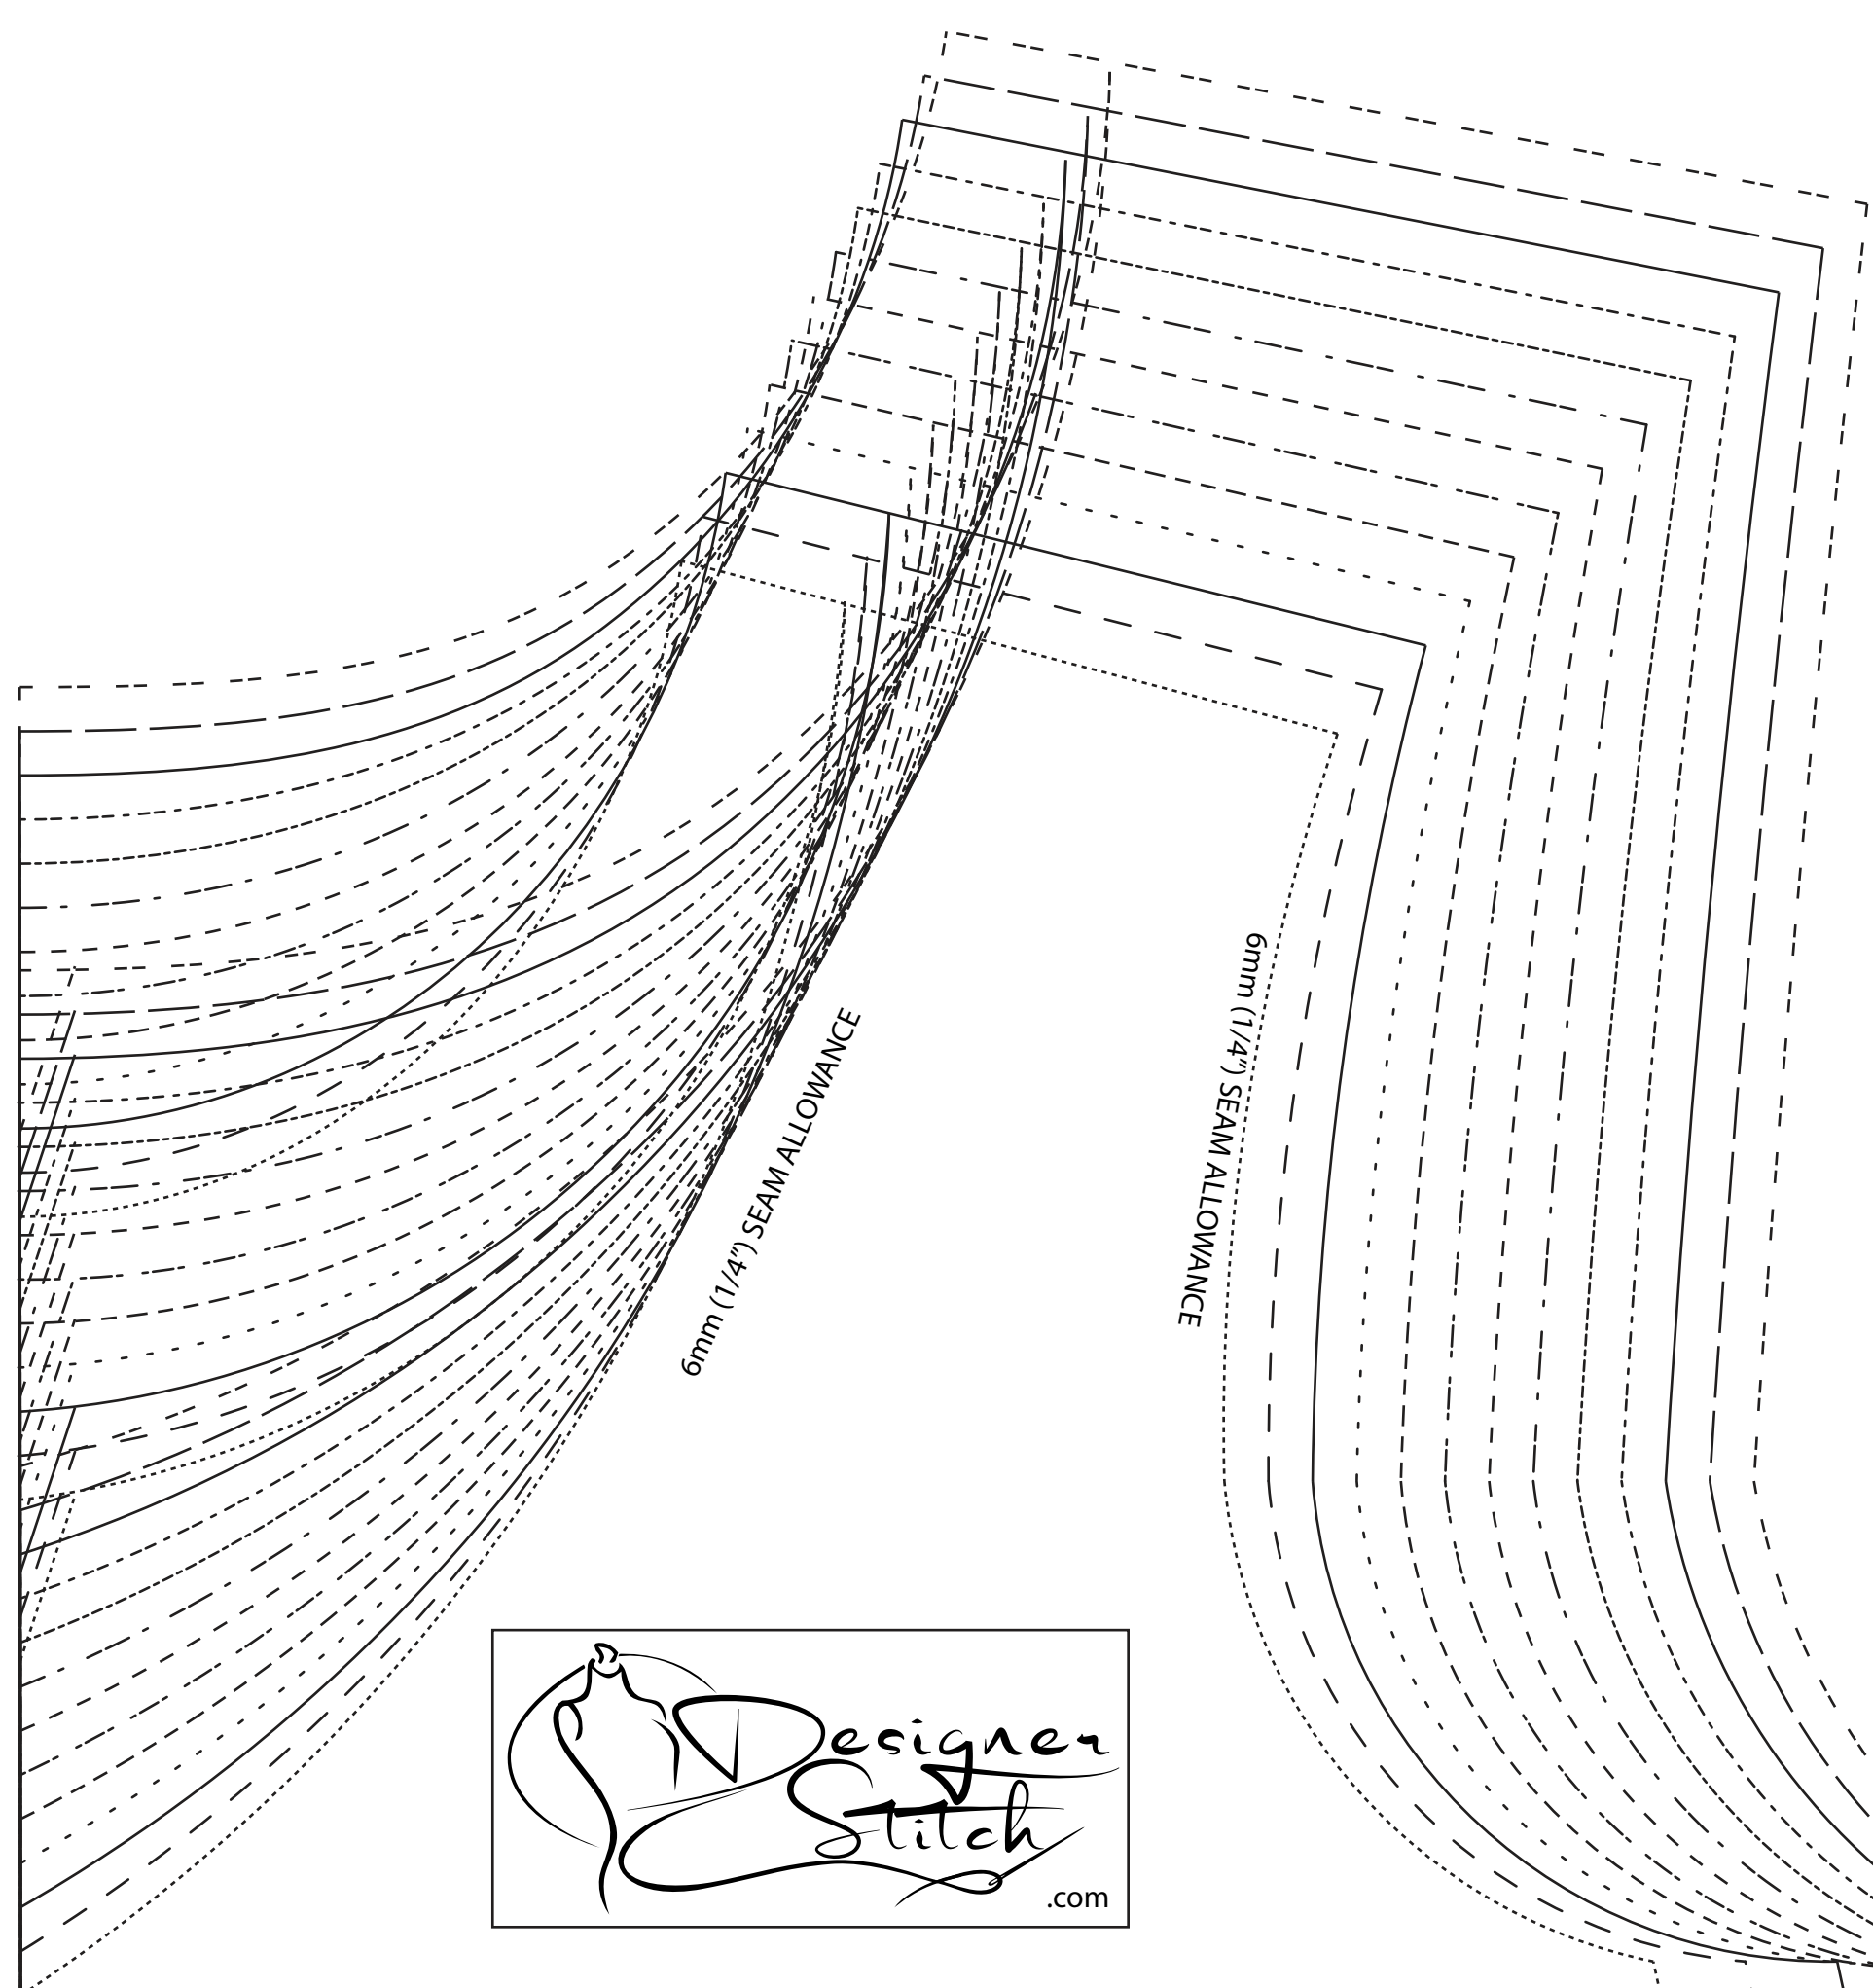 6mm (1/4") SEAM ALLOWANCE
6mm (1/4") SEAM ALLOWANCE
Designer
Stitch
.com